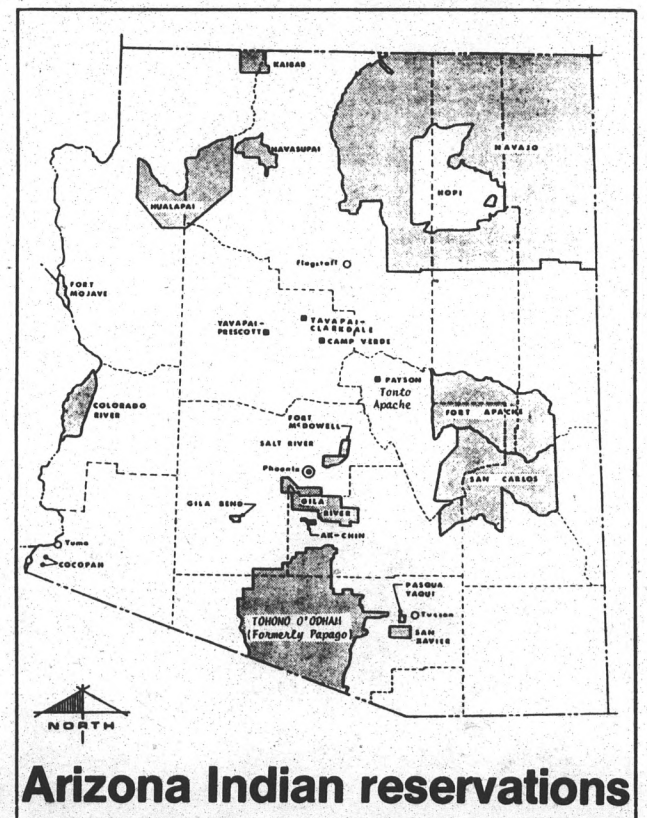 KAIBAB
HAVASUPAI
NAVAJO
HOPI
HUALAPAI
Flagstaff
FORT
MOJAVE
YAVAPAI-
PRESCOTT
YAVAPAI-
CLARKDALE
CAMP VERDE
PAYSON
Tonto
Apache
COLORADO
RIVER
FORT APACHE
FORT
McDOWELL
SALT RIVER
Phoenix
SAN CARLOS
GILA BEND
GILA
RIVER
AK-CHIN
Yuma
COCOPAH
PASQUA
YAQUI
TOHONO O'ODHAM
(Formerly Papago)
Tucson
SAN
XAVIER
NORTH
Arizona Indian reservations